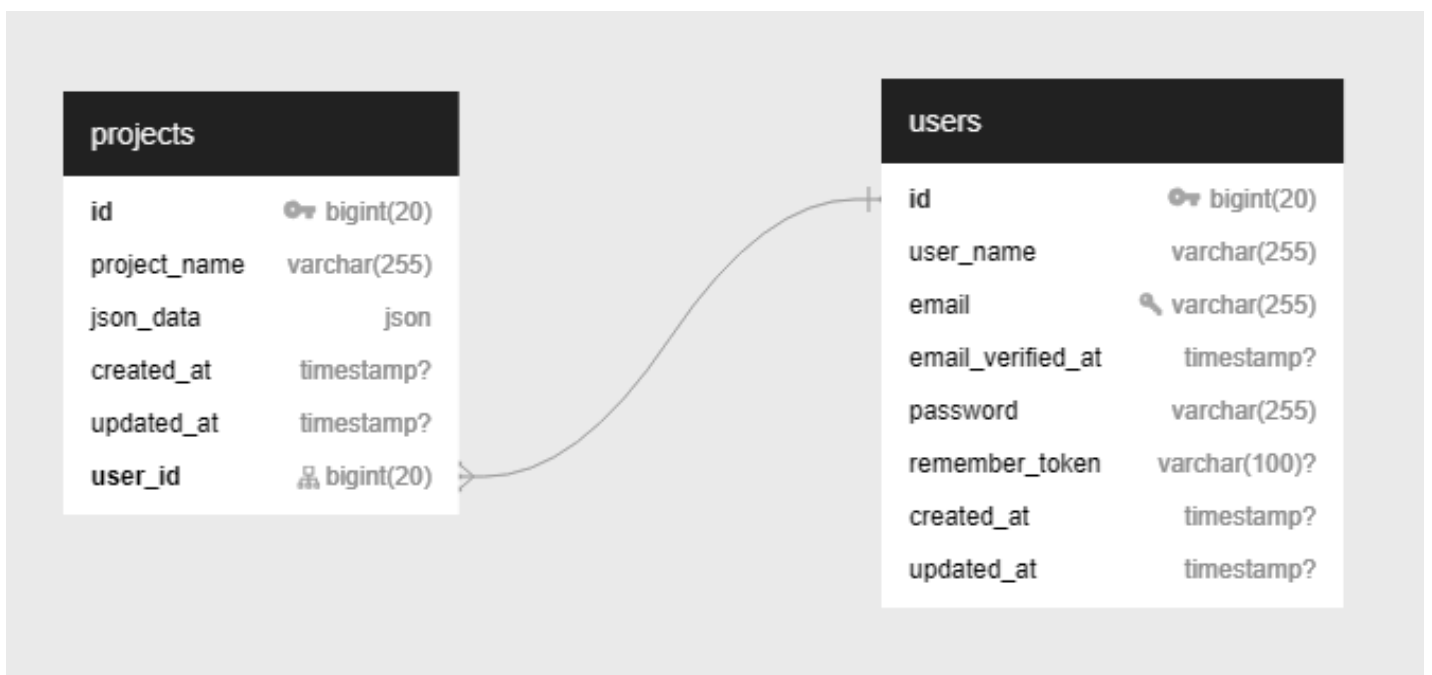 projects
id bigint(20)
project_name varchar(255)
json_data json
created_at timestamp?
updated_at timestamp?
user_id bigint(20)
users
id bigint(20)
user_name varchar(255)
email varchar(255)
email_verified_at timestamp?
password varchar(255)
remember_token varchar(100)?
created_at timestamp?
updated_at timestamp?